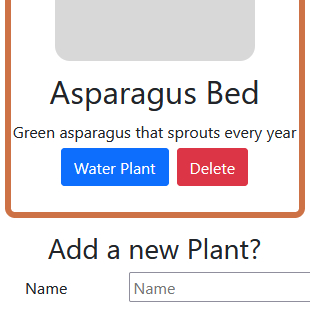 Asparagus Bed
Green asparagus that sprouts every year
Water Plant Delete
Add a new Plant?
Name Name